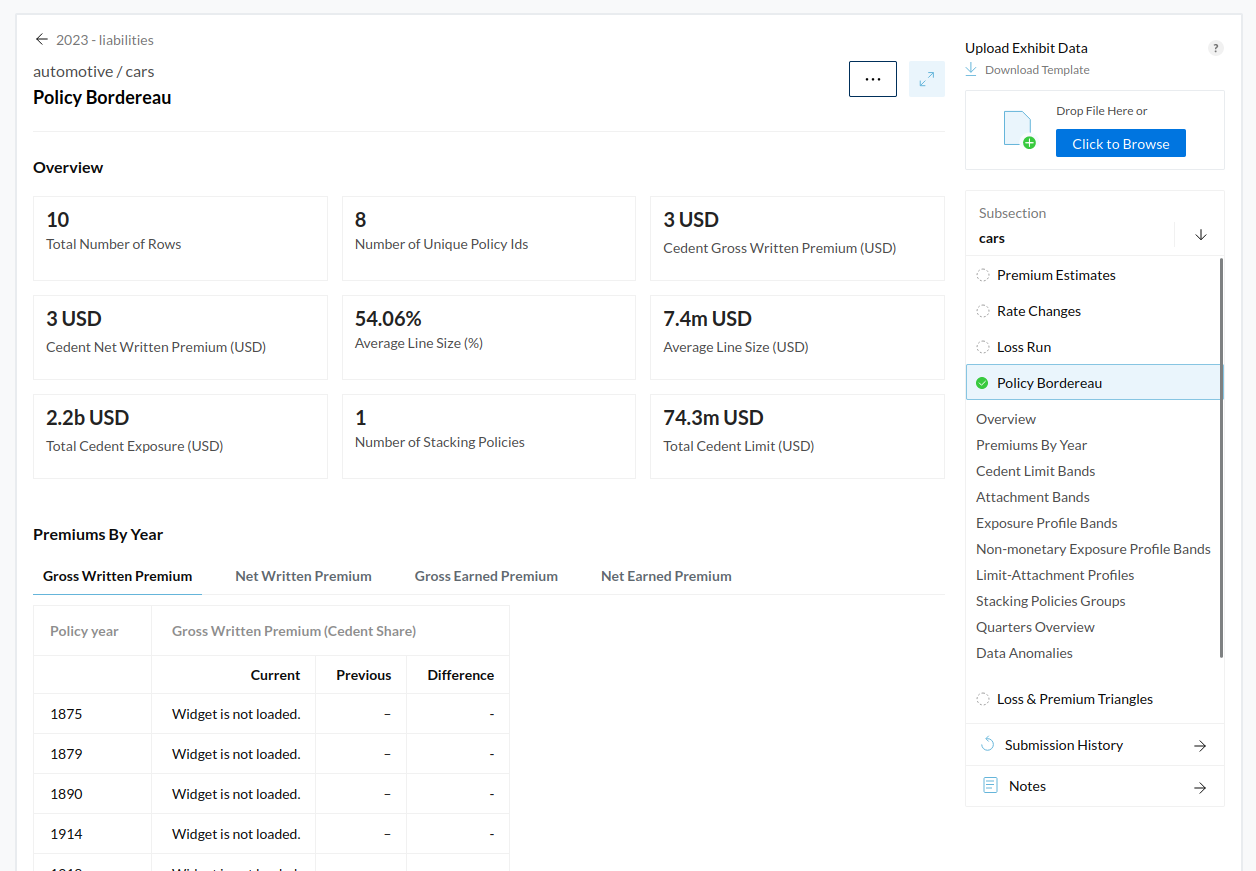 2023 - liabilities
automotive / cars
Policy Bordereau
...
Overview
10
Total Number of Rows
8
Number of Unique Policy Ids
3 USD
Cedent Gross Written Premium (USD)
3 USD
Cedent Net Written Premium (USD)
54.06%
Average Line Size (%)
7.4m USD
Average Line Size (USD)
2.2b USD
Total Cedent Exposure (USD)
1
Number of Stacking Policies
74.3m USD
Total Cedent Limit (USD)
Premiums By Year
Gross Written Premium Net Written Premium Gross Earned Premium Net Earned Premium
Policy year Gross Written Premium (Cedent Share)
Current Previous Difference
1875 Widget is not loaded. – -
1879 Widget is not loaded. – -
1890 Widget is not loaded. – -
1914 Widget is not loaded. – -
Upload Exhibit Data ?
Download Template
Drop File Here or
Click to Browse
Subsection
cars
Premium Estimates
Rate Changes
Loss Run
Policy Bordereau
Overview
Premiums By Year
Cedent Limit Bands
Attachment Bands
Exposure Profile Bands
Non-monetary Exposure Profile Bands
Limit-Attachment Profiles
Stacking Policies Groups
Quarters Overview
Data Anomalies
Loss & Premium Triangles
Submission History
Notes